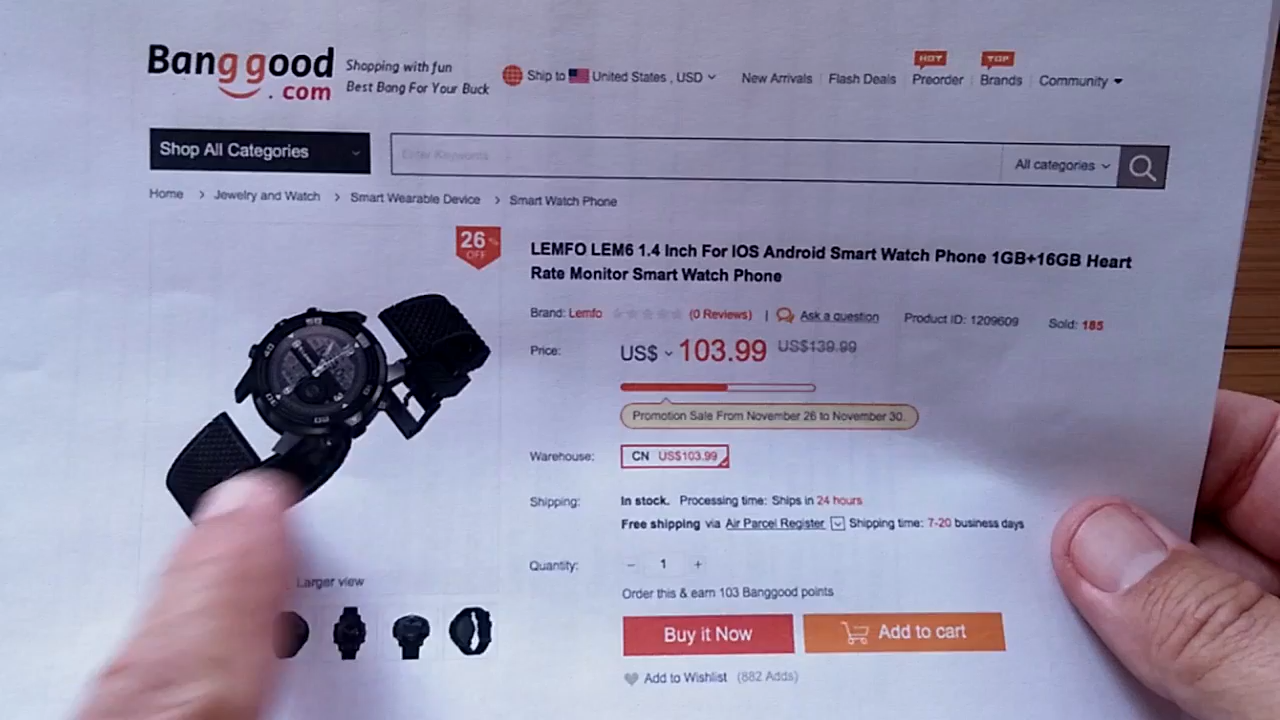 Banggood
.com
Shopping with fun
Best Bang For Your Buck
Ship to United States , USD
New Arrivals
Flash Deals
HOT
Preorder
TOP
Brands
Community
Shop All Categories
Enter Keywords
All categories
Home > Jewelry and Watch > Smart Wearable Device > Smart Watch Phone
26%
OFF
LEMFO LEM6 1.4 Inch For IOS Android Smart Watch Phone 1GB+16GB Heart
Rate Monitor Smart Watch Phone
Brand: Lemfo (0 Reviews) | Ask a question Product ID: 1209609 Sold: 185
Price: US$ 103.99 US$139.99
Promotion Sale From November 26 to November 30.
Warehouse: CN US$103.99
Shipping: In stock. Processing time: Ships in 24 hours
Free shipping via Air Parcel Register Shipping time: 7-20 business days
Quantity: − 1 +
Order this & earn 103 Banggood points
Larger view
Buy it Now
Add to cart
Add to Wishlist (882 Adds)